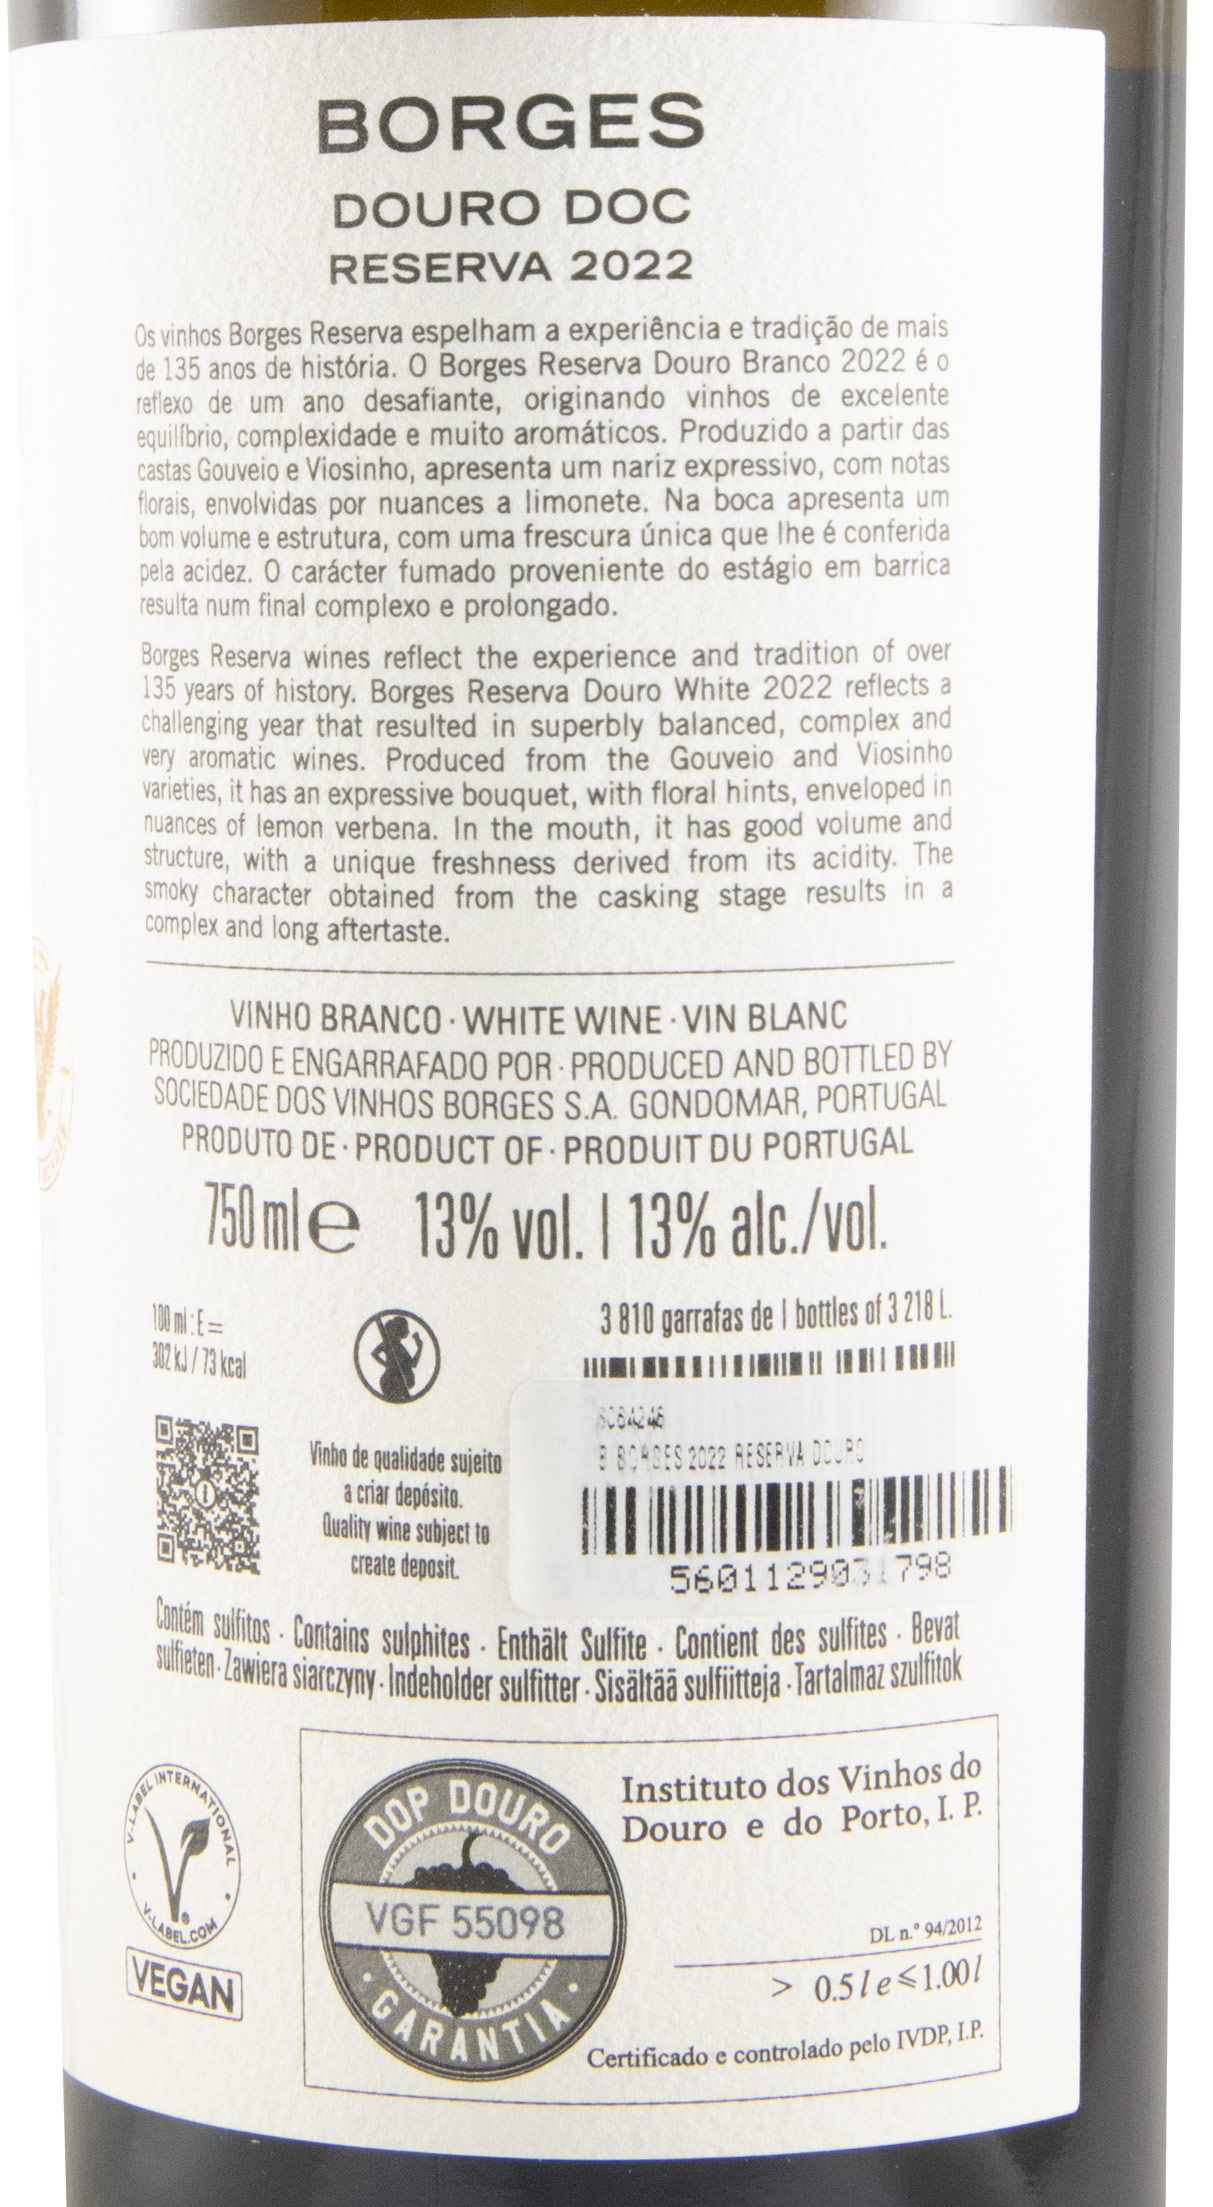 BORGES
DOURO DOC
RESERVA 2022
Os vinhos Borges Reserva espelham a experiência e tradição de mais
de 135 anos de história. O Borges Reserva Douro Branco 2022 é o
reflexo de um ano desafiante, originando vinhos de excelente
equilíbrio, complexidade e muito aromáticos. Produzido a partir das
castas Gouveio e Viosinho, apresenta um nariz expressivo, com notas
florais, envolvidas por nuances a limonete. Na boca apresenta um
bom volume e estrutura, com uma frescura única que lhe é conferida
pela acidez. O carácter fumado proveniente do estágio em barrica
resulta num final complexo e prolongado.
Borges Reserva wines reflect the experience and tradition of over
135 years of history. Borges Reserva Douro White 2022 reflects a
challenging year that resulted in superbly balanced, complex and
very aromatic wines. Produced from the Gouveio and Viosinho
varieties, it has an expressive bouquet, with floral hints, enveloped in
nuances of lemon verbena. In the mouth, it has good volume and
structure, with a unique freshness derived from its acidity. The
smoky character obtained from the casking stage results in a
complex and long aftertaste.
VINHO BRANCO · WHITE WINE · VIN BLANC
PRODUZIDO E ENGARRAFADO POR · PRODUCED AND BOTTLED BY
SOCIEDADE DOS VINHOS BORGES S.A. GONDOMAR, PORTUGAL
PRODUTO DE · PRODUCT OF · PRODUIT DU PORTUGAL
750 ml e 13% vol. | 13% alc./vol.
100 ml : E =
302 kJ / 73 kcal
3 810 garrafas de | bottles of 3 218 L.
BORGES 2022 RESERVA DOURO
Vinho de qualidade sujeito
a criar depósito.
Quality wine subject to
create deposit.
5601129031798
Contém sulfitos · Contains sulphites · Enthält Sulfite · Contient des sulfites · Bevat
sulfieten · Zawiera siarczyny · Indeholder sulfitter · Sisältää sulfiitteja · Tartalmaz szulfitok
V-LABEL INTERNATIONAL
V-LABEL.COM
VEGAN
DOP DOURO
VGF 55098
GARANTIA
Instituto dos Vinhos do
Douro e do Porto, I. P.
DL n.º 94/2012
> 0.5 l e ⩽ 1.00 l
Certificado e controlado pelo IVDP, I.P.